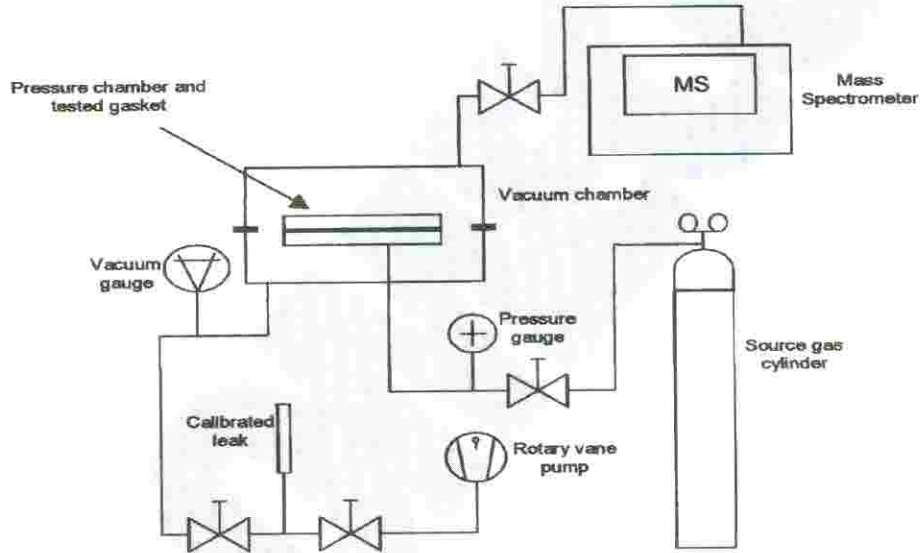 Pressure chamber and
tested gasket
MS
Mass
Spectrometer
Vacuum chamber
Vacuum
gauge
Pressure
gauge
Source gas
cylinder
Calibrated
leak
Rotary vane
pump